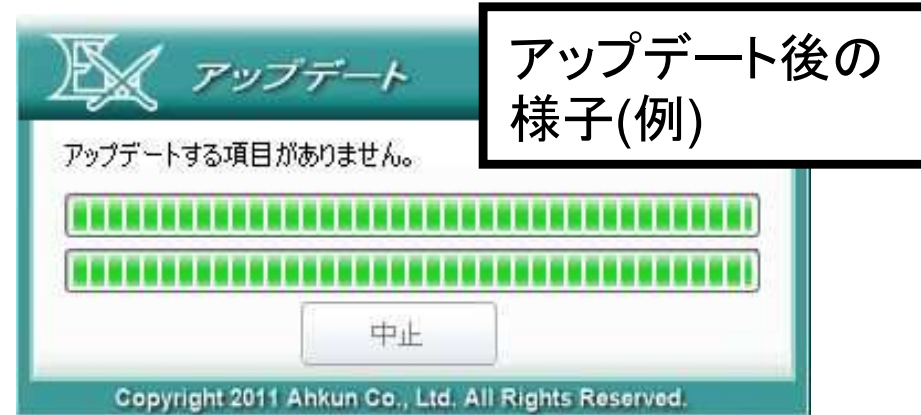 EX
アップデート
アップデート後の
様子(例)
アップデートする項目がありません。
中止
Copyright 2011 Ahkun Co., Ltd. All Rights Reserved.